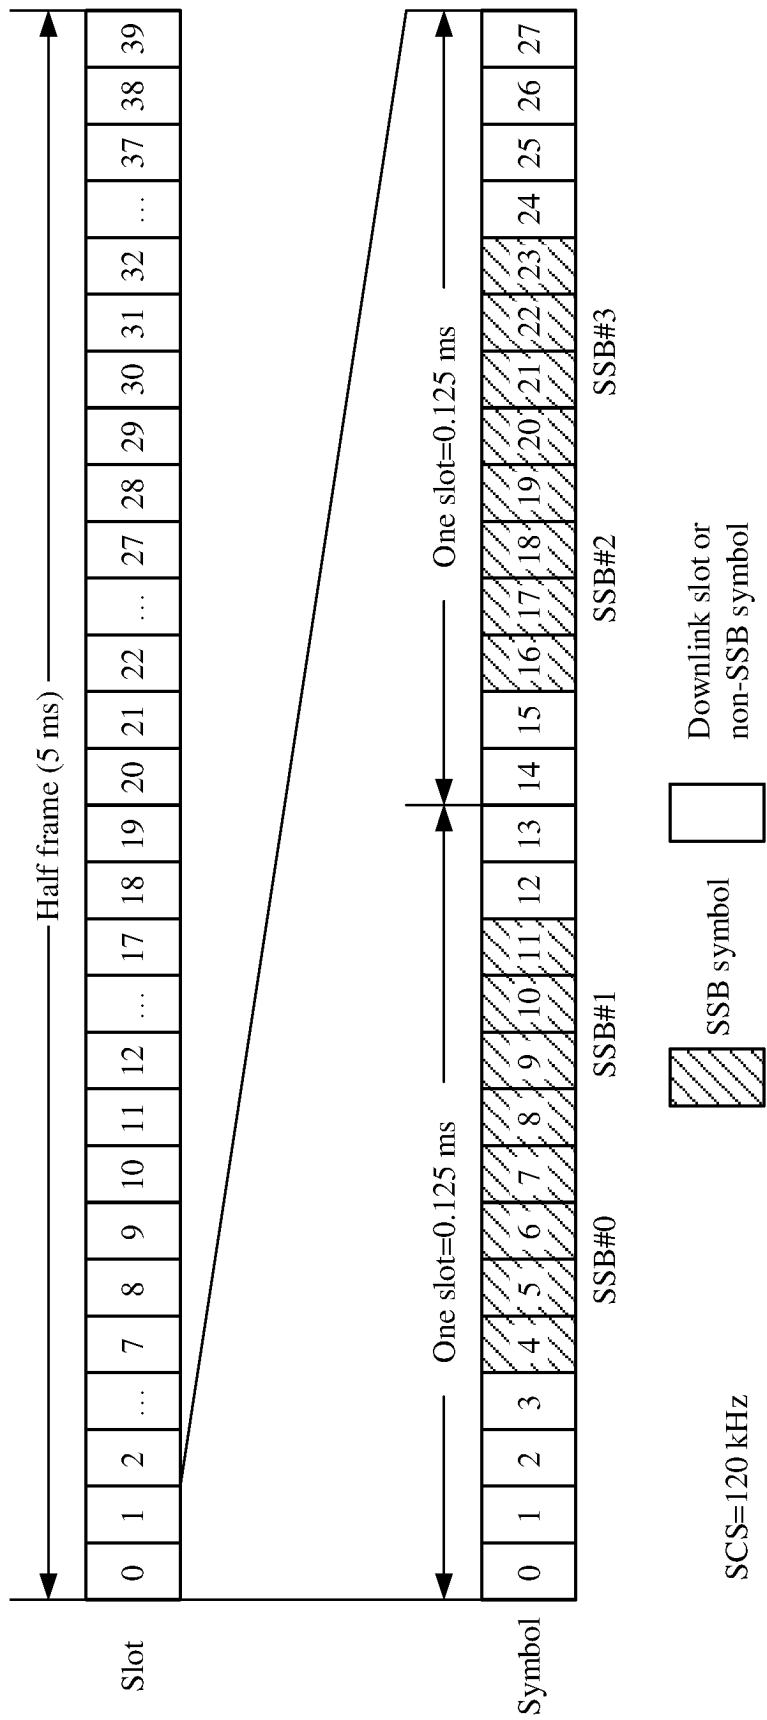 Half frame (5 ms)
Slot 0 1 2 ... 7 8 9 10 11 12 ... 17 18 19 20 21 22 ... 27 28 29 30 31 32 ... 37 38 39
One slot=0.125 ms One slot=0.125 ms
Symbol 0 1 2 3 4 5 6 7 8 9 10 11 12 13 14 15 16 17 18 19 20 21 22 23 24 25 26 27
SSB#0 SSB#1 SSB#2 SSB#3
SCS=120 kHz
SSB symbol
Downlink slot or
non-SSB symbol